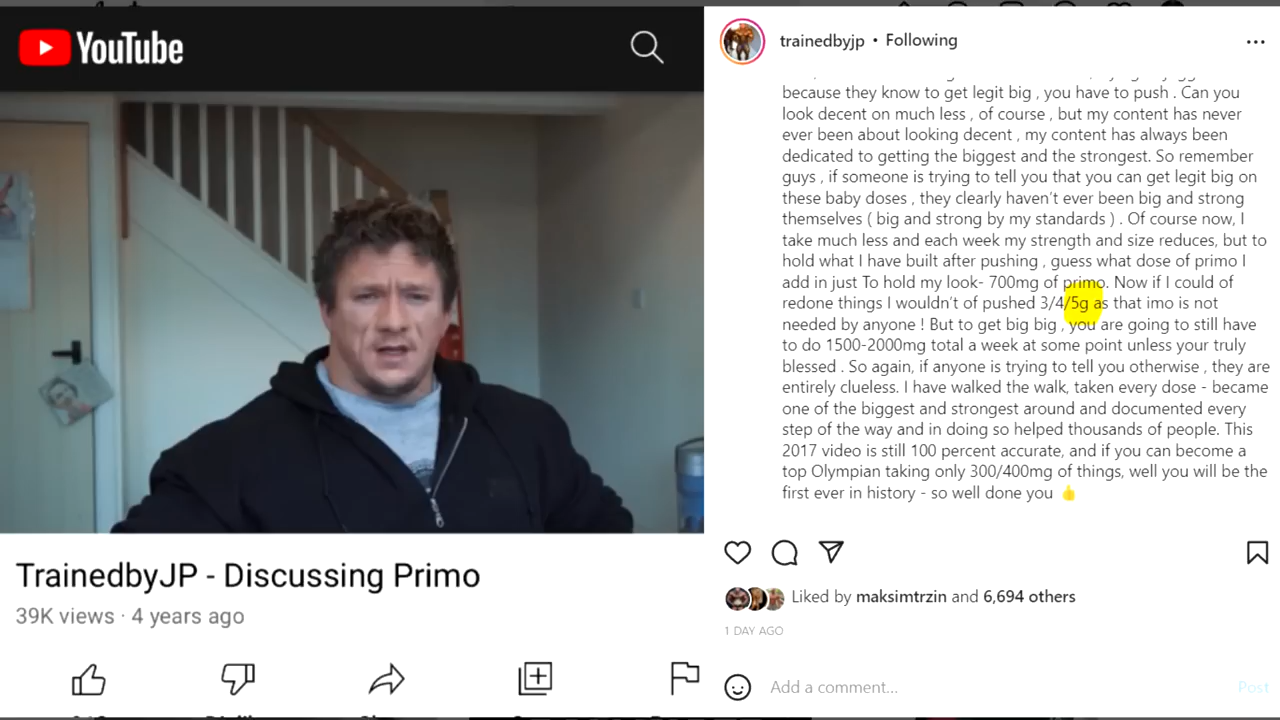 YouTube
TrainedbyJP - Discussing Primo
39K views · 4 years ago
trainedbyjp • Following
because they know to get legit big , you have to push . Can you
look decent on much less , of course , but my content has never
ever been about looking decent , my content has always been
dedicated to getting the biggest and the strongest. So remember
guys , if someone is trying to tell you that you can get legit big on
these baby doses , they clearly haven't ever been big and strong
themselves ( big and strong by my standards ) . Of course now, I
take much less and each week my strength and size reduces, but to
hold what I have built after pushing , guess what dose of primo I
add in just To hold my look- 700mg of primo. Now if I could of
redone things I wouldn't of pushed 3/4/5g as that imo is not
needed by anyone ! But to get big big , you are going to still have
to do 1500-2000mg total a week at some point unless your truly
blessed . So again, if anyone is trying to tell you otherwise , they are
entirely clueless. I have walked the walk, taken every dose - became
one of the biggest and strongest around and documented every
step of the way and in doing so helped thousands of people. This
2017 video is still 100 percent accurate, and if you can become a
top Olympian taking only 300/400mg of things, well you will be the
first ever in history - so well done you 👍
Liked by maksimtrzin and 6,694 others
1 DAY AGO
Add a comment...
Post